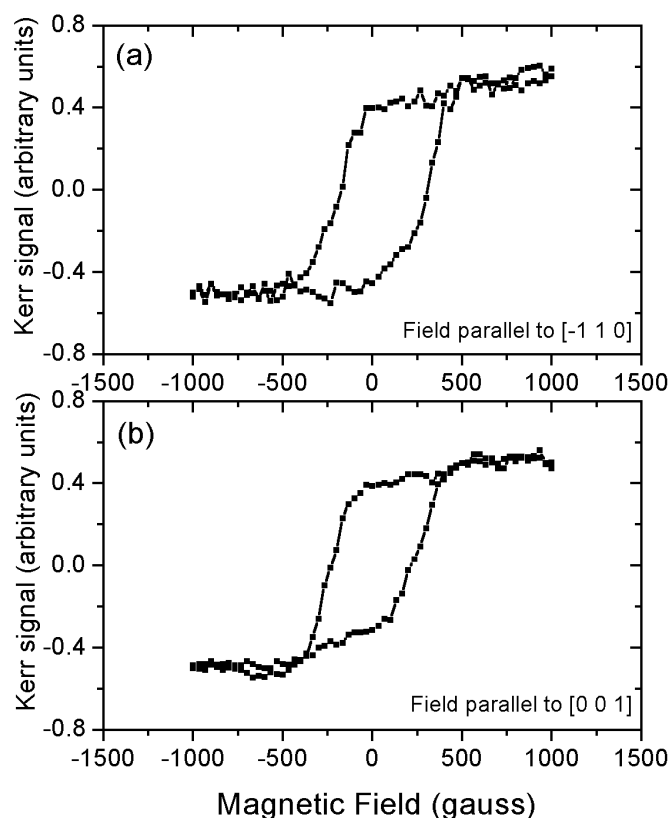 0.8
(a)
0.4
0.0
-0.4
-0.8
Kerr signal (arbitrary units)
Field parallel to [-1 1 0]
-1500 -1000 -500 0 500 1000 1500
0.8
(b)
0.4
0.0
-0.4
-0.8
Kerr signal (arbitrary units)
Field parallel to [0 0 1]
-1500 -1000 -500 0 500 1000 1500
Magnetic Field (gauss)